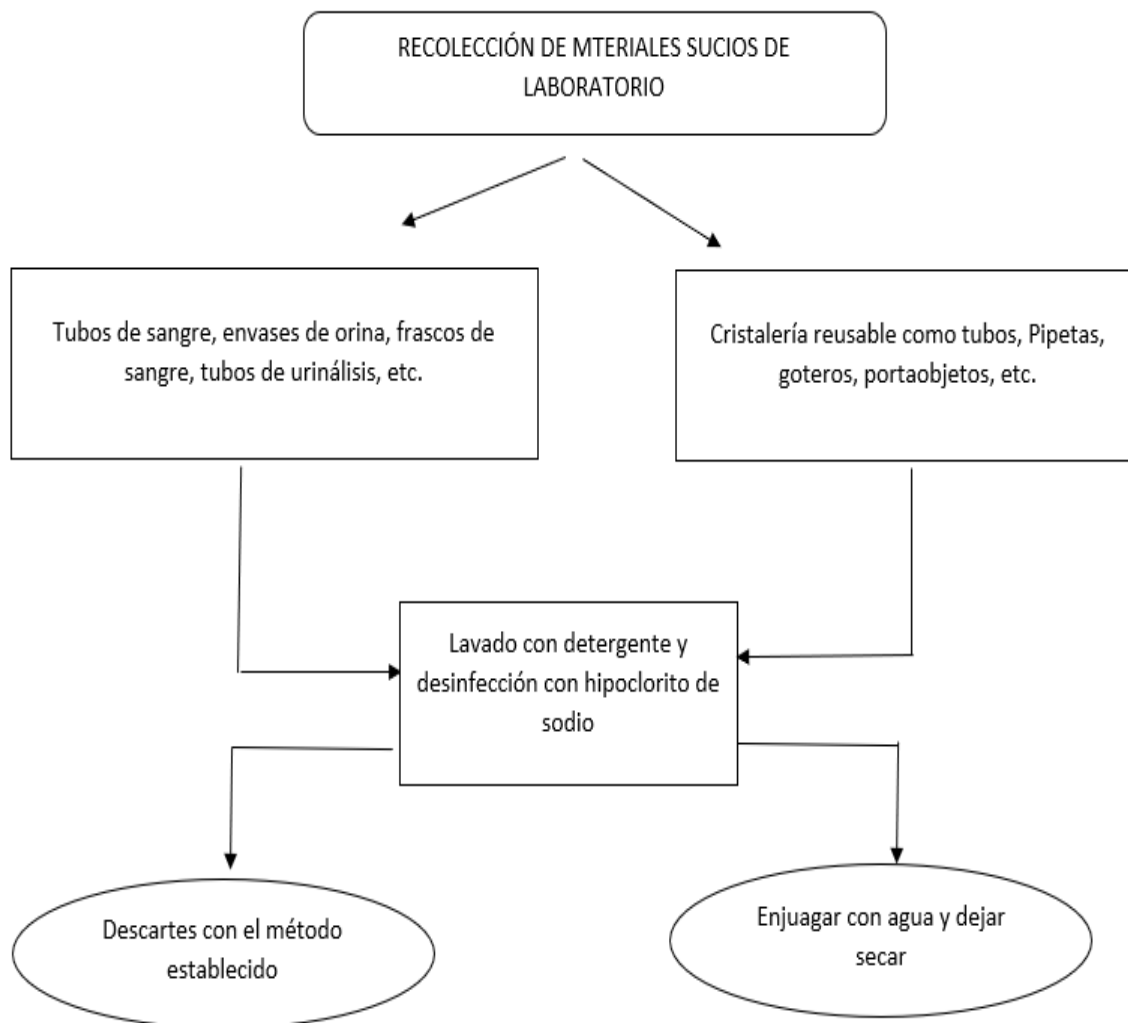 RECOLECCIÓN DE MTERIALES SUCIOS DE
LABORATORIO
Tubos de sangre, envases de orina, frascos de
sangre, tubos de urinálisis, etc.
Cristalería reusable como tubos, Pipetas,
goteros, portaobjetos, etc.
Lavado con detergente y
desinfección con hipoclorito de
sodio
Descartes con el método
establecido
Enjuagar con agua y dejar
secar